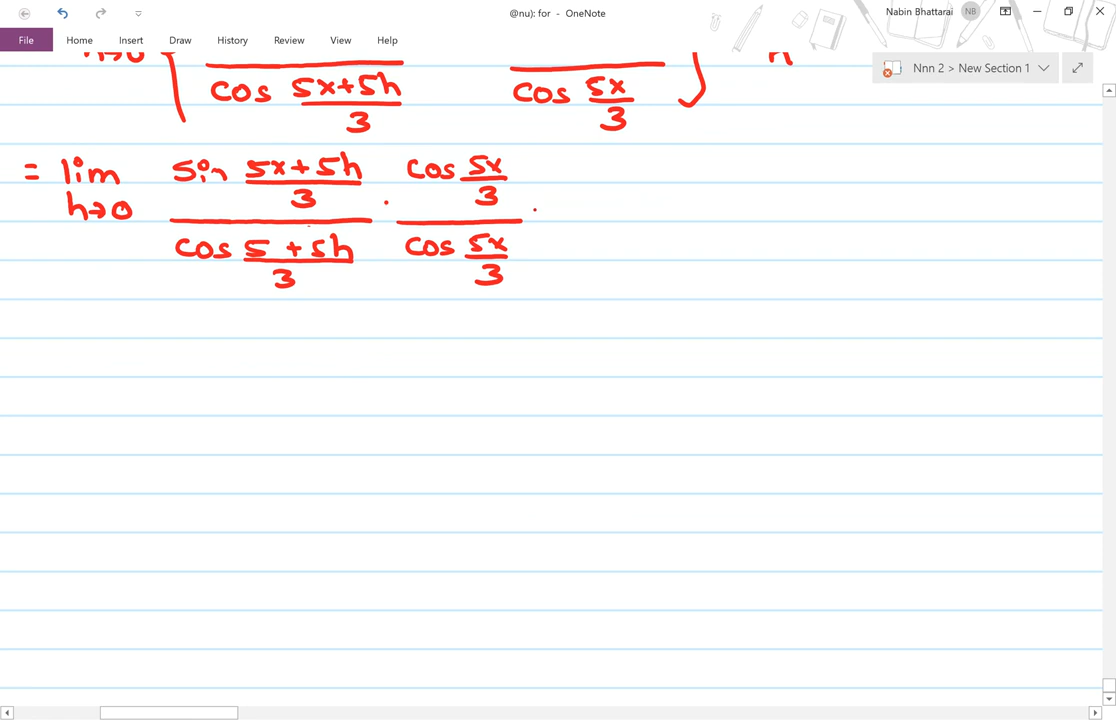 @nu): for - OneNote
Nabin Bhattarai NB
File Home Insert Draw History Review View Help
Nnn 2 > New Section 1
h→0
cos 5x+5h/3 cos 5x/3
= lim h→0 sin 5x+5h/3 / cos 5 +5h/3 . cos 5x/3 / cos 5x/3 .